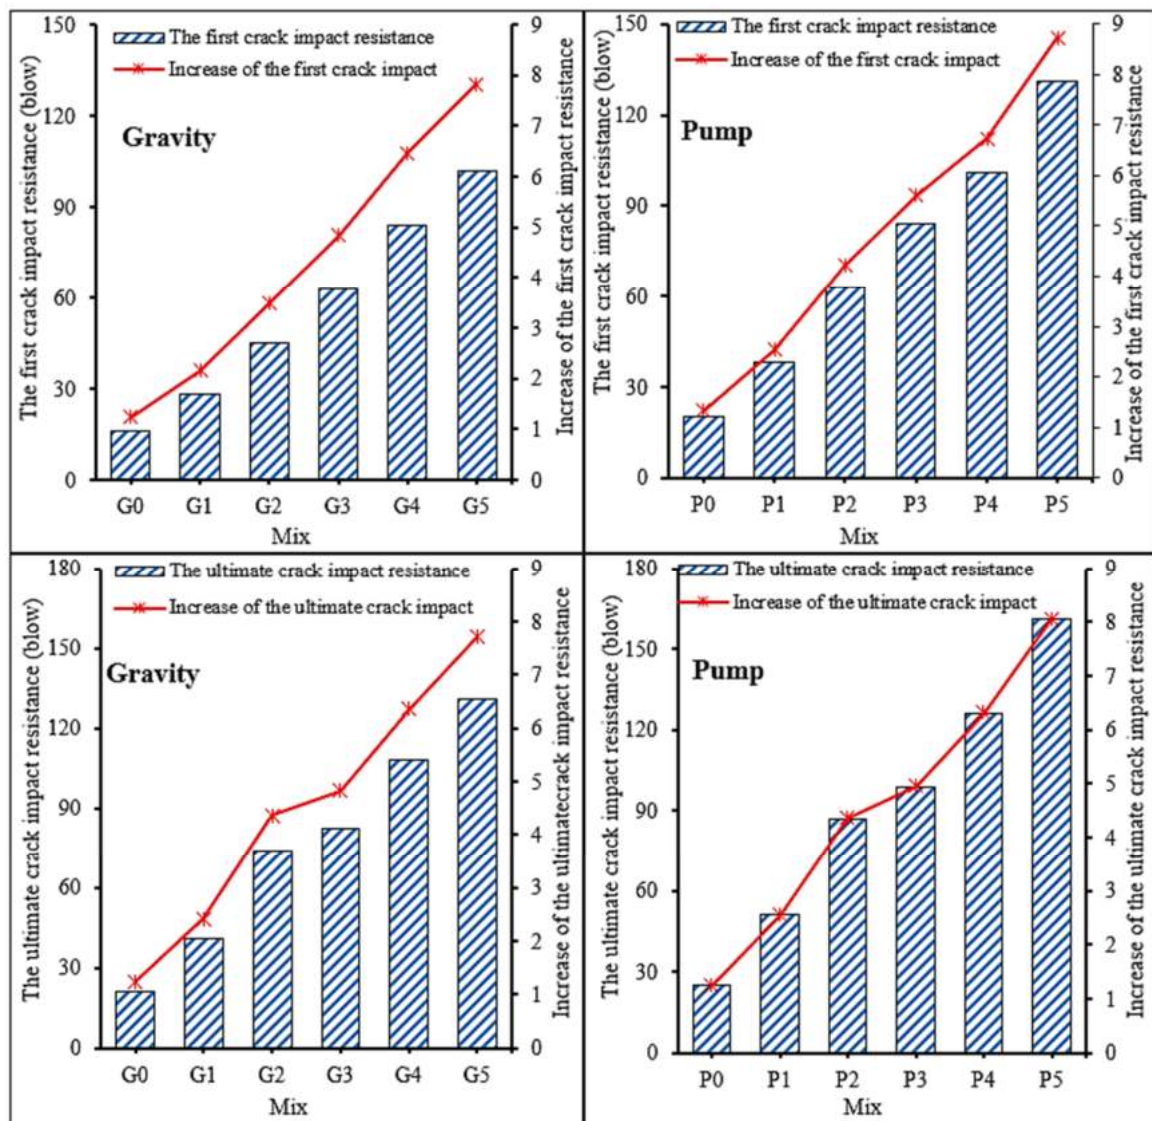 The first crack impact resistance (blow)
150
120
90
60
30
0
The first crack impact resistance
Increase of the first crack impact
Gravity
G0 G1 G2 G3 G4 G5
Mix
9
8
7
6
5
4
3
2
1
0
Increase of the first crack impact resistance
The first crack impact resistance (blow)
150
120
90
60
30
0
The first crack impact resistance
Increase of the first crack impact
Pump
P0 P1 P2 P3 P4 P5
Mix
9
8
7
6
5
4
3
2
1
0
Increase of the first crack impact resistance
The ultimate crack impact resistance (blow)
180
150
120
90
60
30
0
The ultimate crack impact resistance
Increase of the ultimate crack impact
Gravity
G0 G1 G2 G3 G4 G5
Mix
9
8
7
6
5
4
3
2
1
0
Increase of the ultimatecrack impact resistance
The ultimate crack impact resistance (blow)
180
150
120
90
60
30
0
The ultimate crack impact resistance
Increase of the ultimate crack impact
Pump
P0 P1 P2 P3 P4 P5
Mix
9
8
7
6
5
4
3
2
1
0
Increase of the ultimate crack impact resistance